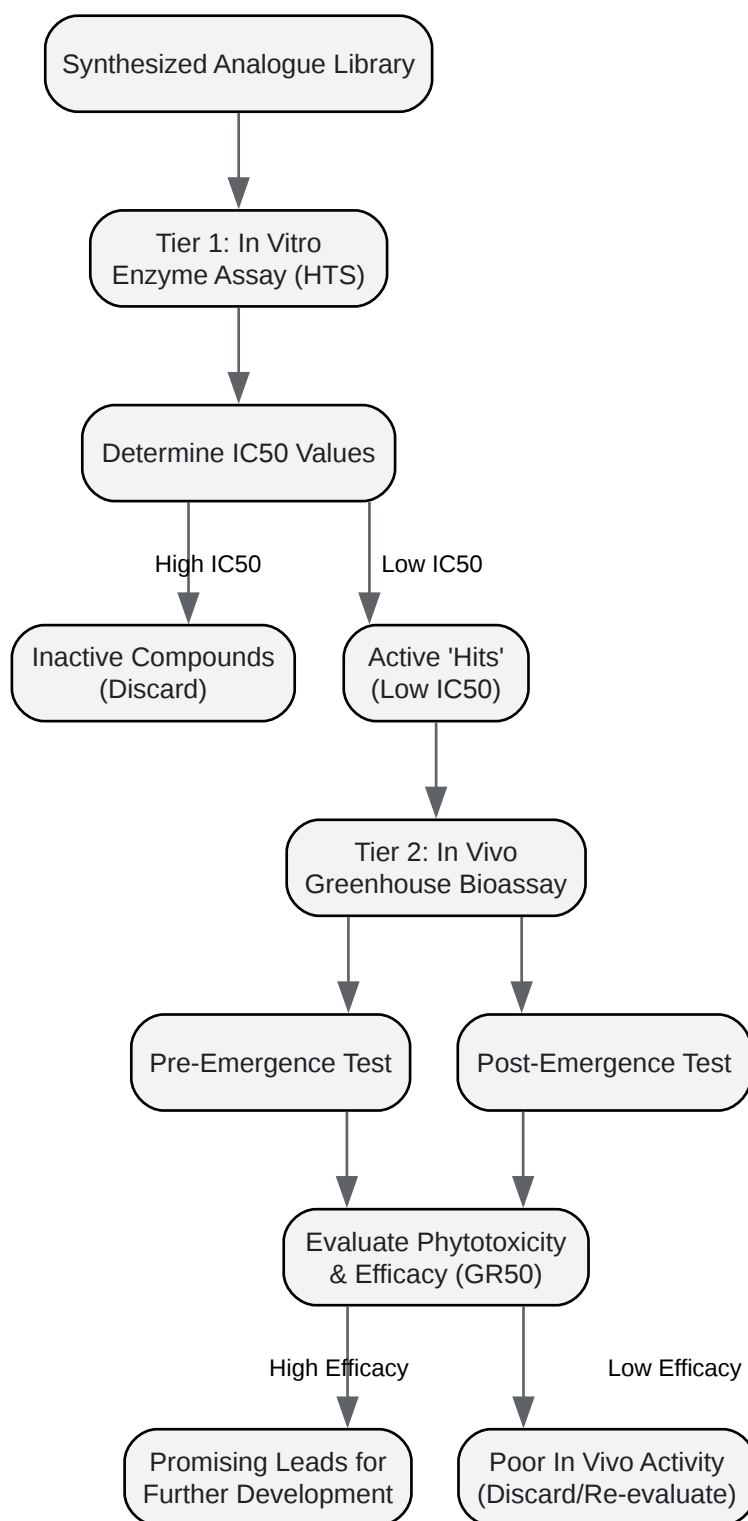 Synthesized Analogue Library
Tier 1: In Vitro
Enzyme Assay (HTS)
Determine IC50 Values
High IC50
Low IC50
Inactive Compounds
(Discard)
Active 'Hits'
(Low IC50)
Tier 2: In Vivo
Greenhouse Bioassay
Pre-Emergence Test
Post-Emergence Test
Evaluate Phytotoxicity
& Efficacy (GR50)
High Efficacy
Low Efficacy
Promising Leads for
Further Development
Poor In Vivo Activity
(Discard/Re-evaluate)